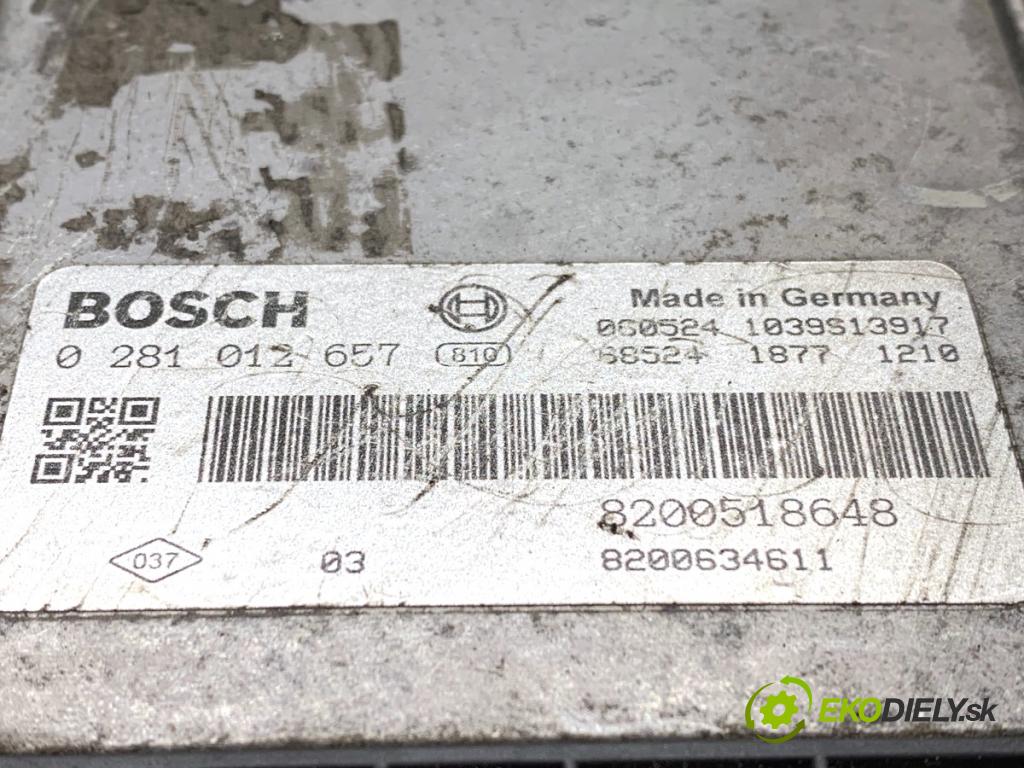 BOSCH
Made in Germany
060524 1039S13917
0 281 012 657 810
68524 1877 1210
8200518648
037 03 8200634611
EKODIELY.sk